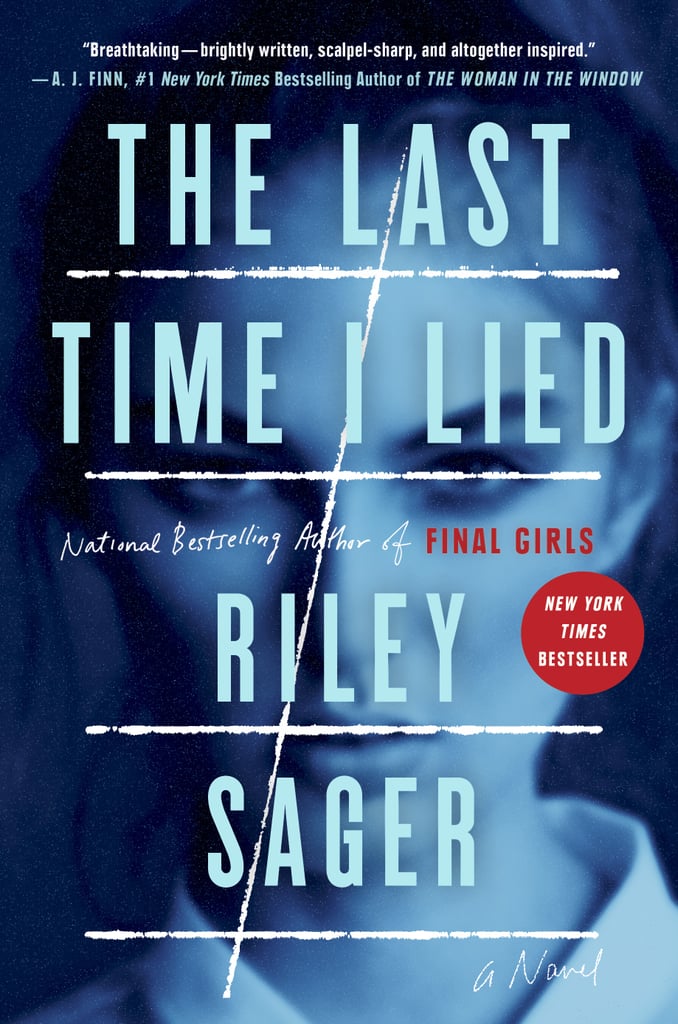 “Breathtaking—brightly written, scalpel-sharp, and altogether inspired.”
—A. J. FINN, #1 New York Times Bestselling Author of THE WOMAN IN THE WINDOW
THE LAST
TIME I LIED
National Bestselling Author of FINAL GIRLS
RILEY
NEW YORK
TIMES
BESTSELLER
SAGER
a Novel